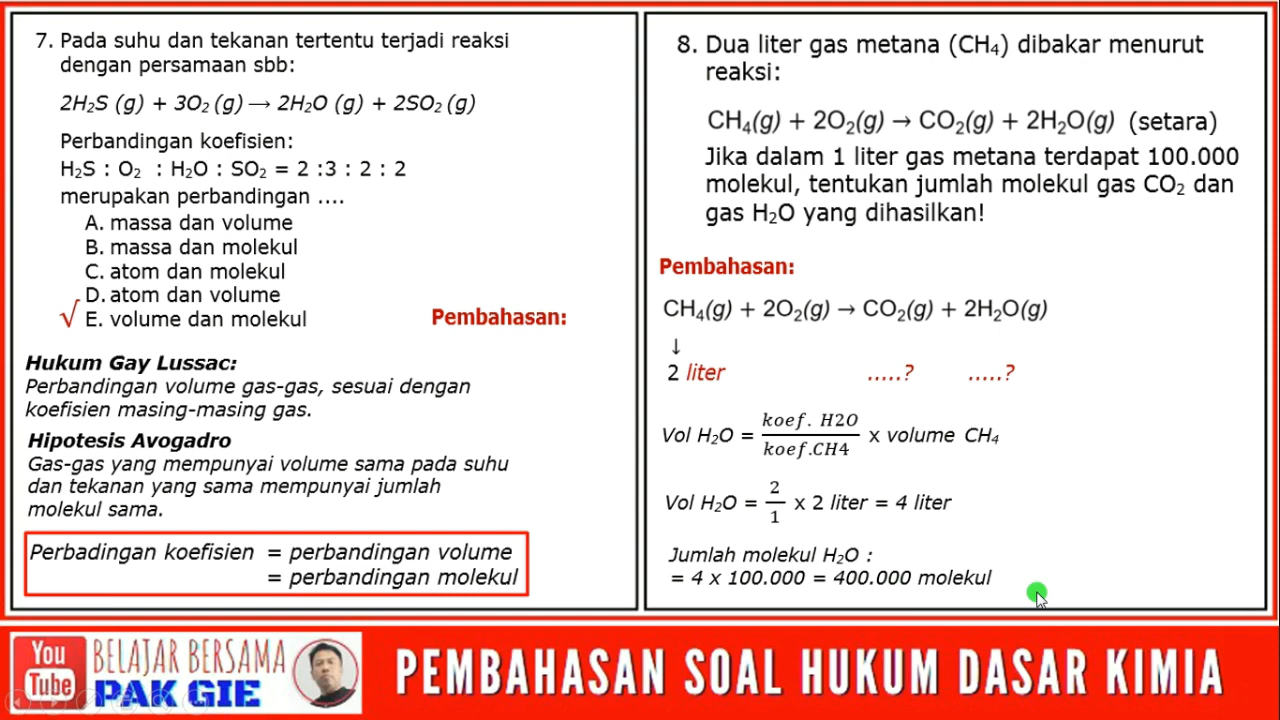 7. Pada suhu dan tekanan tertentu terjadi reaksi
dengan persamaan sbb:
2H₂S (g) + 3O₂ (g) → 2H₂O (g) + 2SO₂ (g)
Perbandingan koefisien:
H₂S : O₂ : H₂O : SO₂ = 2 :3 : 2 : 2
merupakan perbandingan ....
A. massa dan volume
B. massa dan molekul
C. atom dan molekul
D. atom dan volume
√ E. volume dan molekul
Pembahasan:
Hukum Gay Lussac:
Perbandingan volume gas-gas, sesuai dengan
koefisien masing-masing gas.
Hipotesis Avogadro
Gas-gas yang mempunyai volume sama pada suhu
dan tekanan yang sama mempunyai jumlah
molekul sama.
Perbadingan koefisien = perbandingan volume
= perbandingan molekul
8. Dua liter gas metana (CH₄) dibakar menurut
reaksi:
CH₄(g) + 2O₂(g) → CO₂(g) + 2H₂O(g) (setara)
Jika dalam 1 liter gas metana terdapat 100.000
molekul, tentukan jumlah molekul gas CO₂ dan
gas H₂O yang dihasilkan!
Pembahasan:
CH₄(g) + 2O₂(g) → CO₂(g) + 2H₂O(g)
↓
2 liter .....? .....?
Vol H₂O = koef. H2O / koef.CH4 x volume CH₄
Vol H₂O = 2/1 x 2 liter = 4 liter
Jumlah molekul H₂O :
= 4 x 100.000 = 400.000 molekul
You Tube
BELAJAR BERSAMA
PAK GIE
PEMBAHASAN SOAL HUKUM DASAR KIMIA